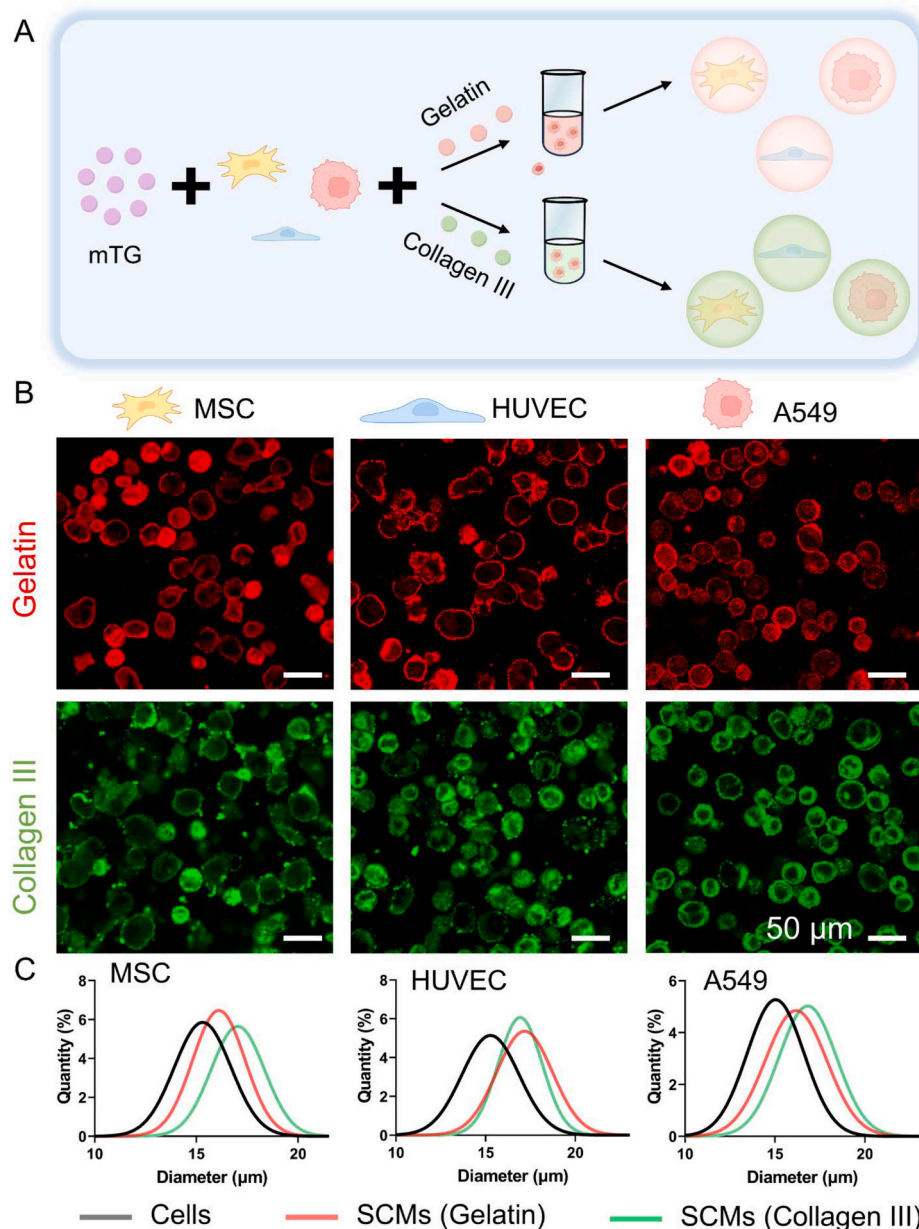 A
mTG
Gelatin
Collagen III
B
MSC
HUVEC
A549
Gelatin
Collagen III
50 µm
C
MSC
HUVEC
A549
Quantity (%)
8
6
4
2
0
10
15
20
Diameter (µm)
Quantity (%)
8
6
4
2
0
10
15
20
Diameter (µm)
Quantity (%)
6
4
2
0
10
15
20
Diameter (µm)
Cells
SCMs (Gelatin)
SCMs (Collagen III)